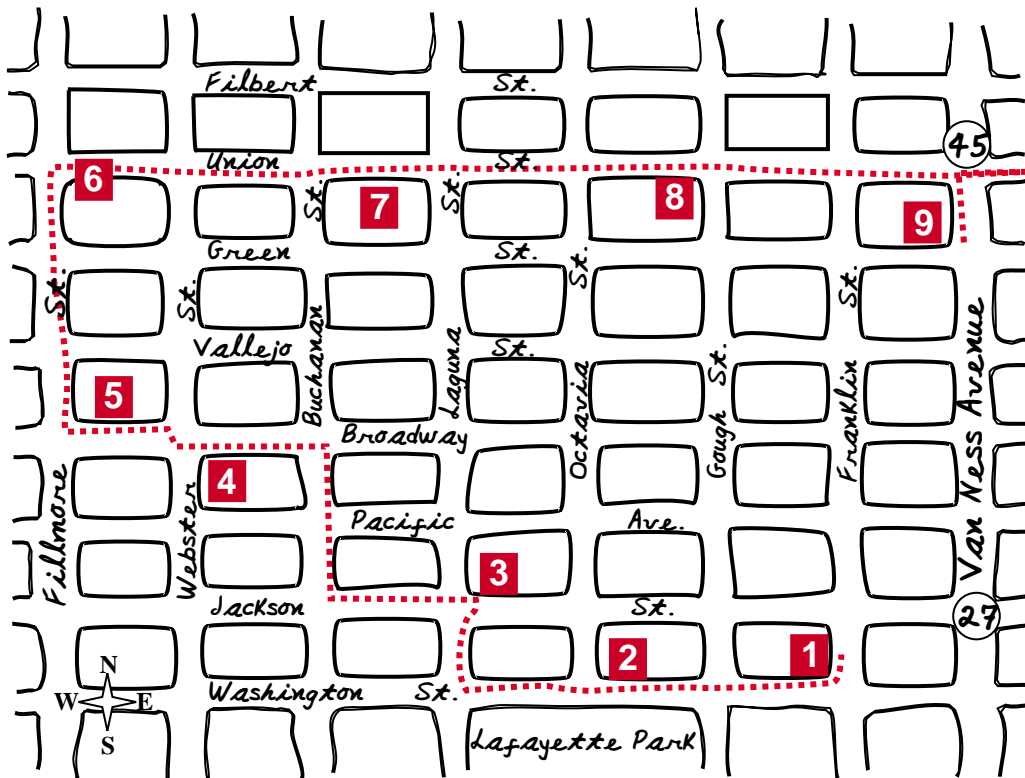 Filbert St.
45
Union St.
6
7
8
9
St.
St.
Green St.
St.
St.
St.
St.
Vallejo St.
Buchanan
Laguna
Octavia
Gough St.
Franklin
Van Ness Avenue
5
Broadway
4
Fillmore
Webster
Pacific Ave.
3
Jackson St.
27
2
1
N
W E
S
Washington St.
Lafayette Park